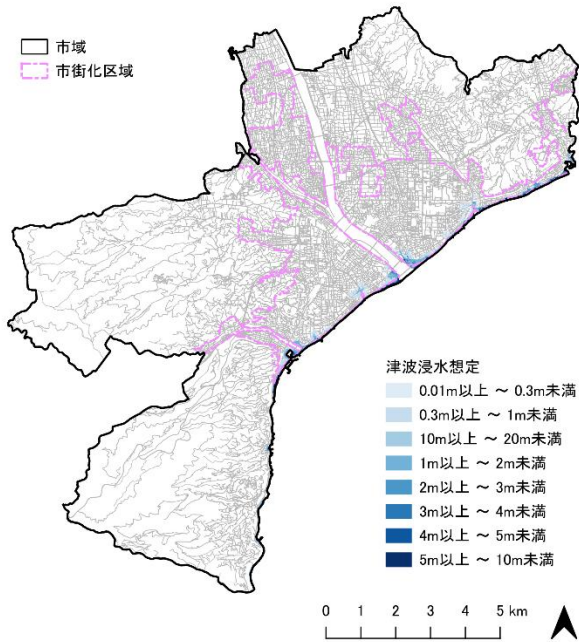 市域
市街化区域
津波浸水想定
0.01m以上 ～ 0.3m未満
0.3m以上 ～ 1m未満
10m以上 ～ 20m未満
1m以上 ～ 2m未満
2m以上 ～ 3m未満
3m以上 ～ 4m未満
4m以上 ～ 5m未満
5m以上 ～ 10m未満
0 1 2 3 4 5 km